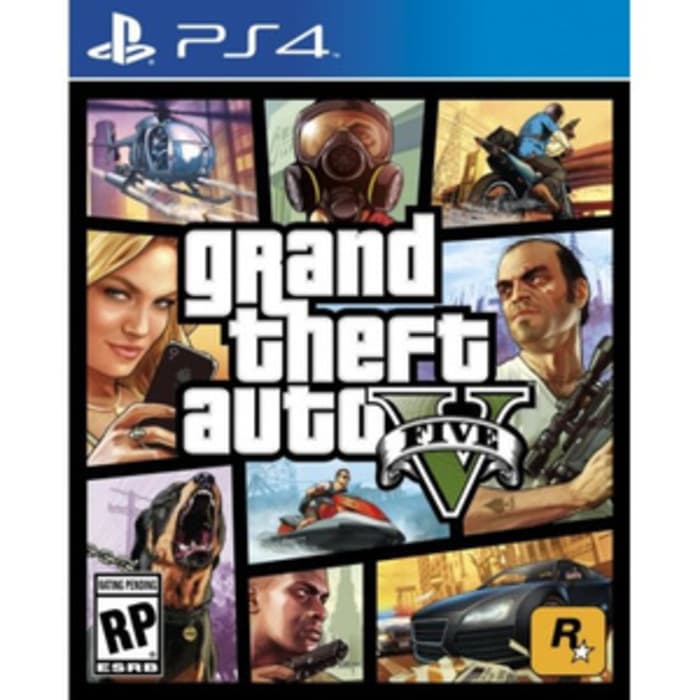 PS4
grand
theft
auto V
FIVE
RATING PENDING
RP
ESRB
R